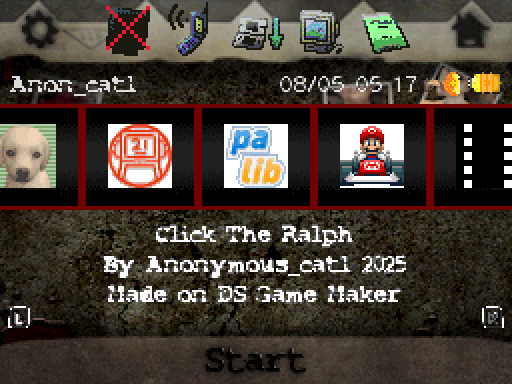 Anon_cat1 08/05 05 17
21 pa
lib
M
Click The Ralph
By Anonymous_cat1 2025
Made on DS Game Maker
L R
Start